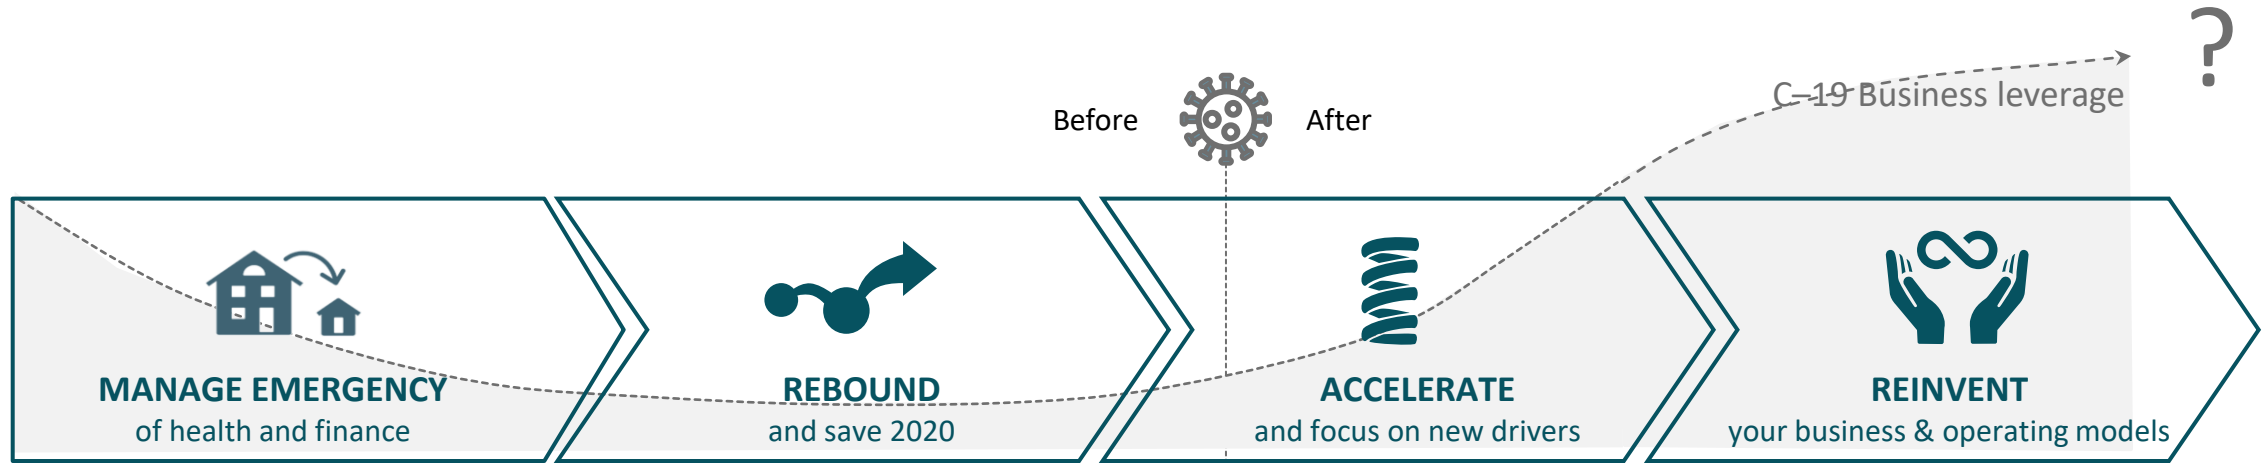 ?
C–19 Business leverage
Before
After
MANAGE EMERGENCY
of health and finance
REBOUND
and save 2020
ACCELERATE
and focus on new drivers
REINVENT
your business & operating models